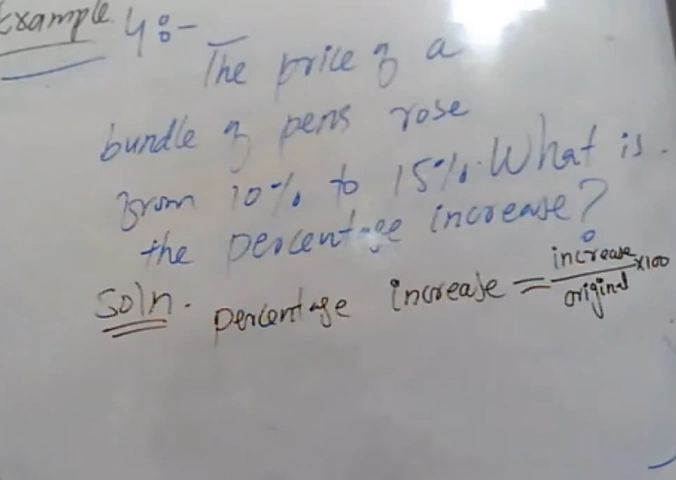 Example 4:-
The price of a
bundle of pens rose
from 10% to 15%. What is
the percentage increase?
Soln. percentage increase = increase/original ×100